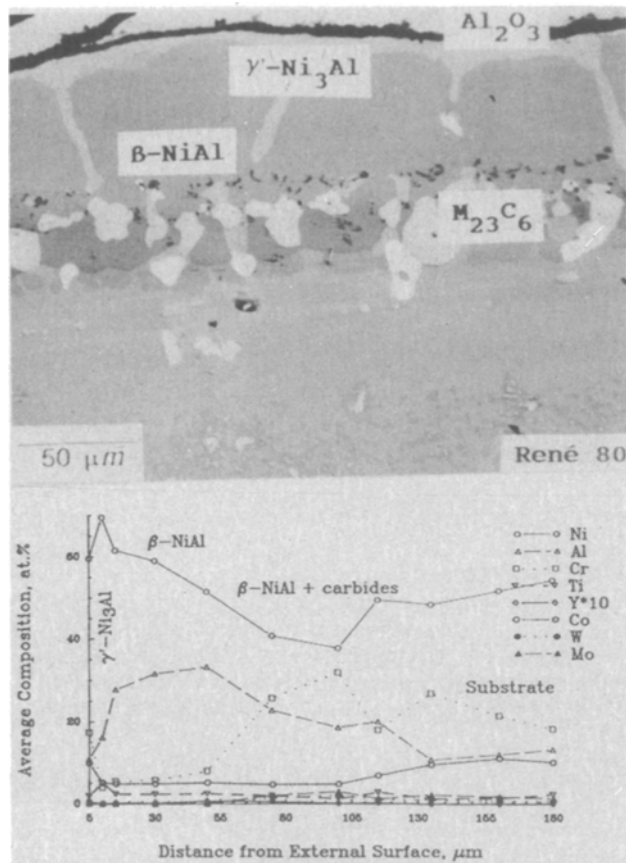 Al₂O₃
γ'-Ni₃Al
β-NiAl
M₂₃C₆
50 μm
René 80
Average Composition, at.%
60
40
20
0
γ'-Ni₃Al
β-NiAl
β-NiAl + carbides
Substrate
Ni
Al
Cr
Ti
Y*10
Co
W
Mo
5
30
55
80
105
130
155
180
Distance from External Surface, μm